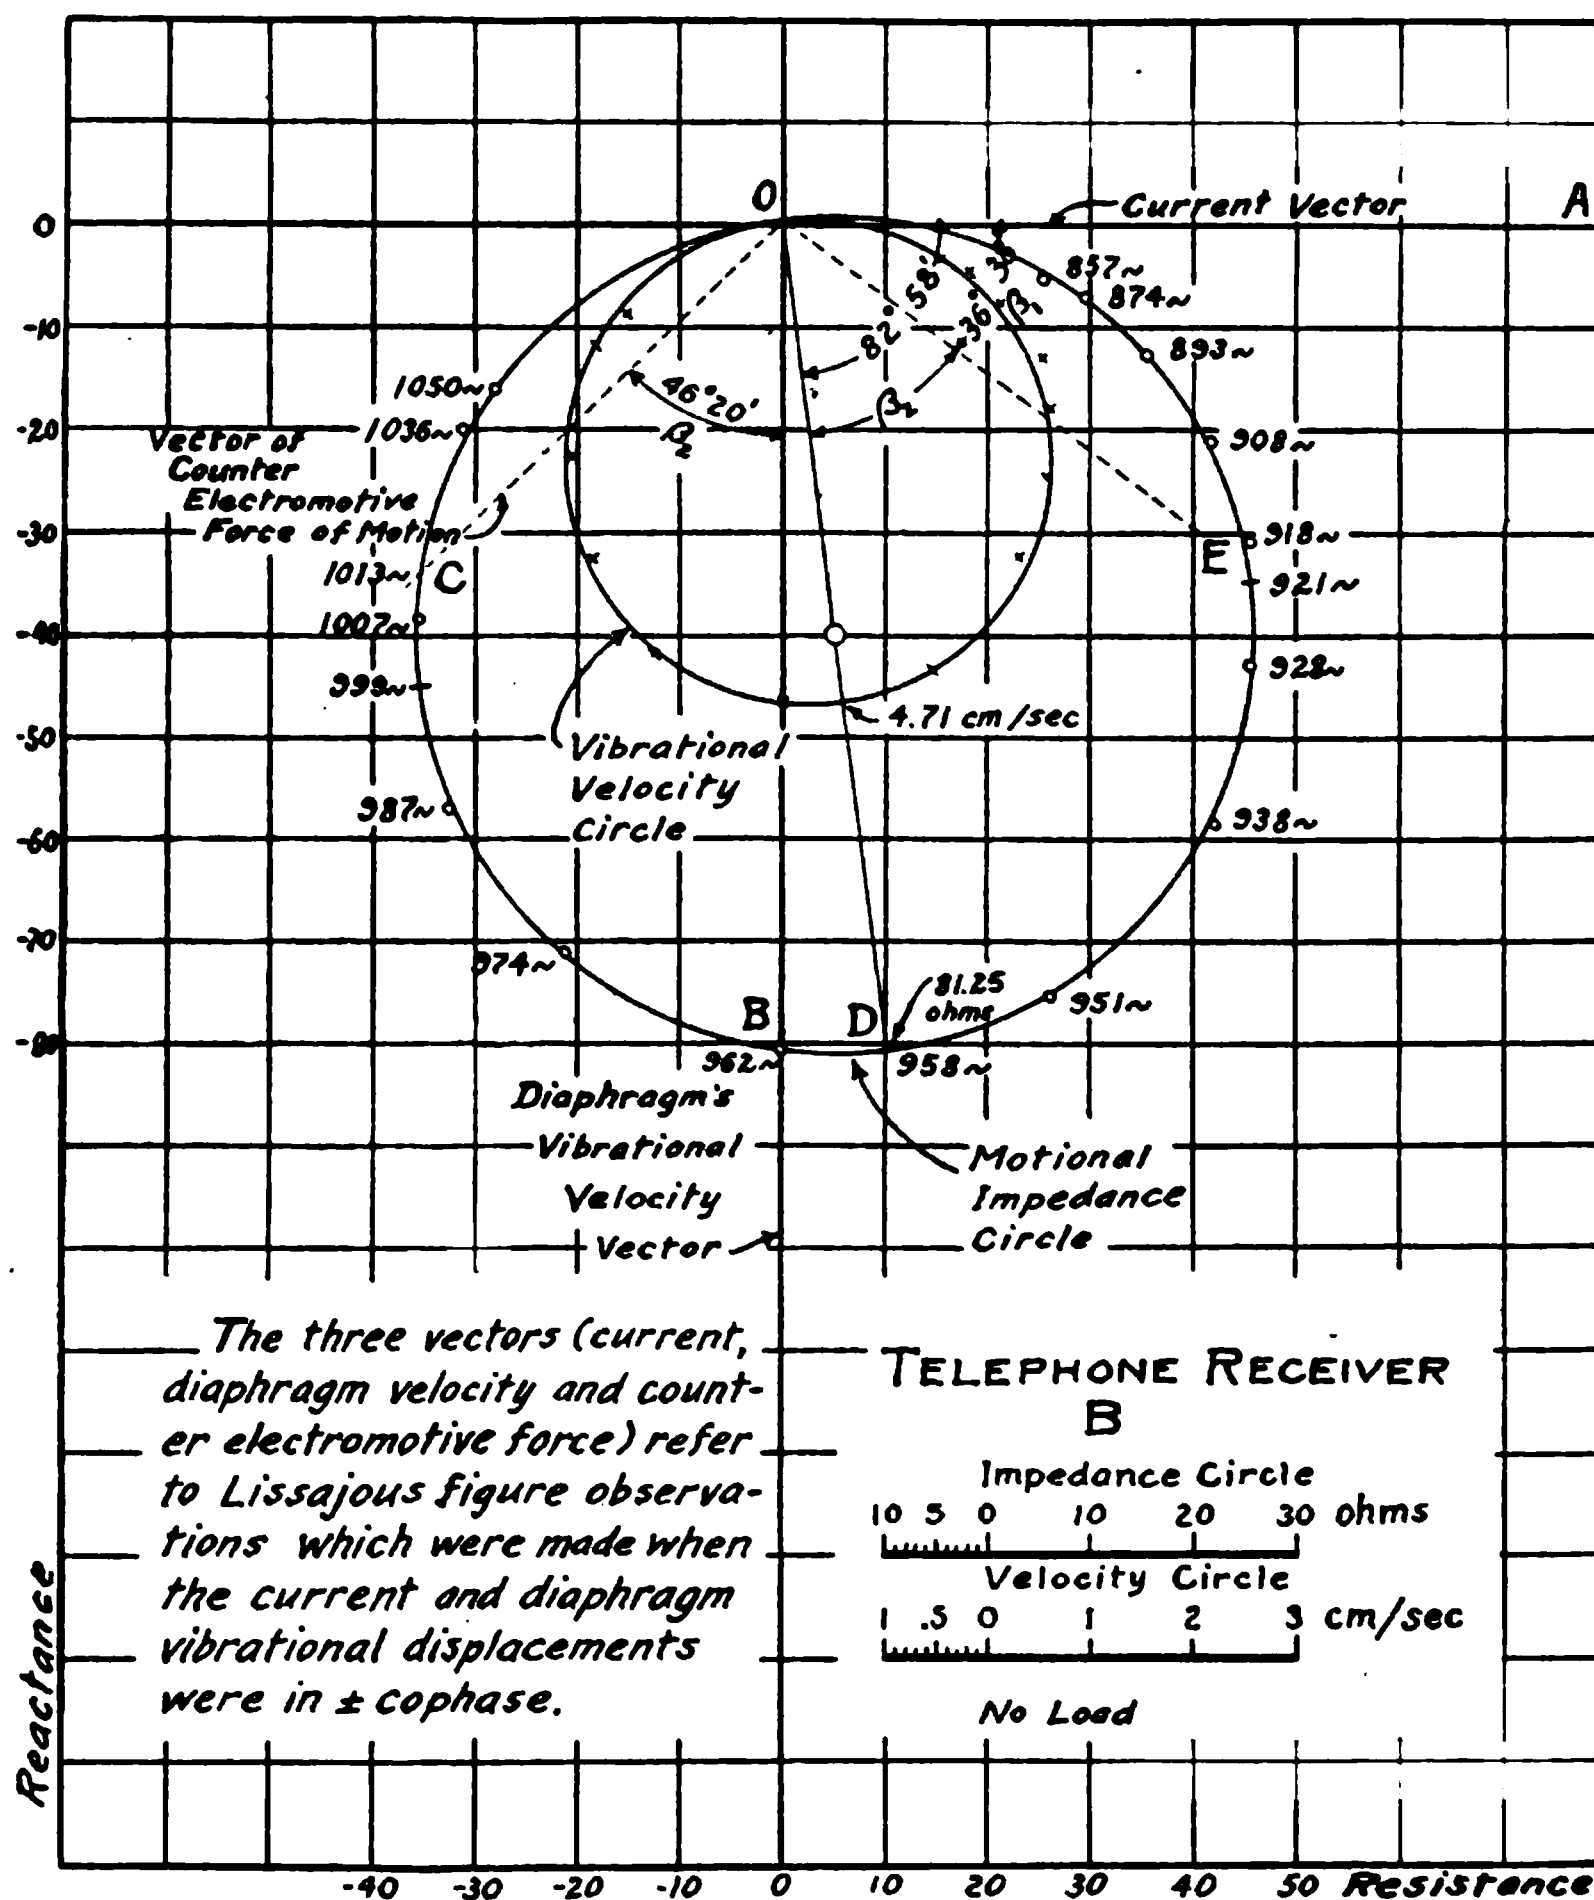 O
A
0
Current Vector
857~
874~
-10
82° 58'
36° 30'
β₁
893~
1050~
46°20'
β₂
β₂
-20
1036~
908~
Vector of
Counter
Electromotive
Force of Motion
-30
918~
E
1013~
C
921~
1007~
-40
999~
928~
4.71 cm/sec
-50
Vibrational
Velocity
Circle
987~
938~
-60
-70
974~
81.25
ohms
951~
B
D
-80
962~
958~
Diaphragm's
Vibrational
Velocity
Vector
Motional
Impedance
Circle
The three vectors (current,
diaphragm velocity and count-
er electromotive force) refer
to Lissajous figure observa-
tions which were made when
the current and diaphragm
vibrational displacements
were in ± cophase.
TELEPHONE RECEIVER
B
Impedance Circle
10 5 0 10 20 30 ohms
Velocity Circle
1 .5 0 1 2 3 cm/sec
No Load
Reactance
-40 -30 -20 -10 0 10 20 30 40 50 Resistance